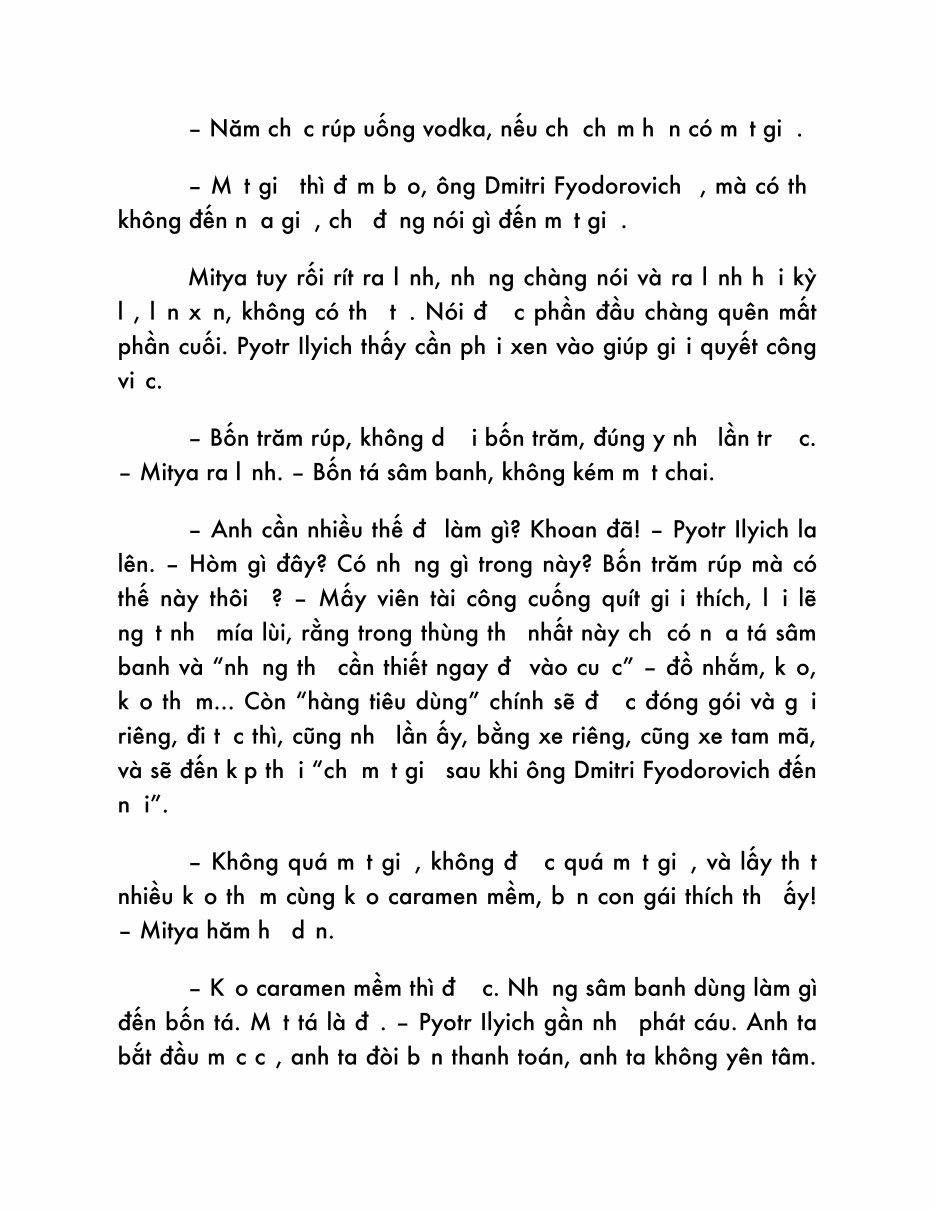 – Năm ch c rúp uống vodka, nếu ch ch m h n có m t gi .
– M t gi thì đ m b o, ông Dmitri Fyodorovich , mà có th
không đến n a gi , ch đ ng nói gì đến m t gi .
Mitya tuy rối rít ra l nh, nh ng chàng nói và ra l nh h i kỳ
l , l n x n, không có th t . Nói đ c phần đầu chàng quên mất
phần cuối. Pyotr Ilyich thấy cần ph i xen vào giúp gi i quyết công
vi c.
– Bốn trăm rúp, không d i bốn trăm, đúng y nh lần tr c.
– Mitya ra l nh. – Bốn tá sâm banh, không kém m t chai.
– Anh cần nhiều thế đ làm gì? Khoan đã! – Pyotr Ilyich la
lên. – Hòm gì đây? Có nh ng gì trong này? Bốn trăm rúp mà có
thế này thôi ? – Mấy viên tài công cuống quít gi i thích, l i lẽ
ng t nh mía lùi, rằng trong thùng th nhất này ch có n a tá sâm
banh và “nh ng th cần thiết ngay đ vào cu c” – đồ nhắm, k o,
k o th m... Còn “hàng tiêu dùng” chính sẽ đ c đóng gói và g i
riêng, đi t c thì, cũng nh lần ấy, bằng xe riêng, cũng xe tam mã,
và sẽ đến k p th i “ch m t gi sau khi ông Dmitri Fyodorovich đến
n i”.
– Không quá m t gi , không đ c quá m t gi , và lấy th t
nhiều k o th m cùng k o caramen mềm, b n con gái thích th ấy!
– Mitya hăm h d n.
– K o caramen mềm thì đ c. Nh ng sâm banh dùng làm gì
đến bốn tá. M t tá là đ . – Pyotr Ilyich gần nh phát cáu. Anh ta
bắt đầu m c c , anh ta đòi b n thanh toán, anh ta không yên tâm.